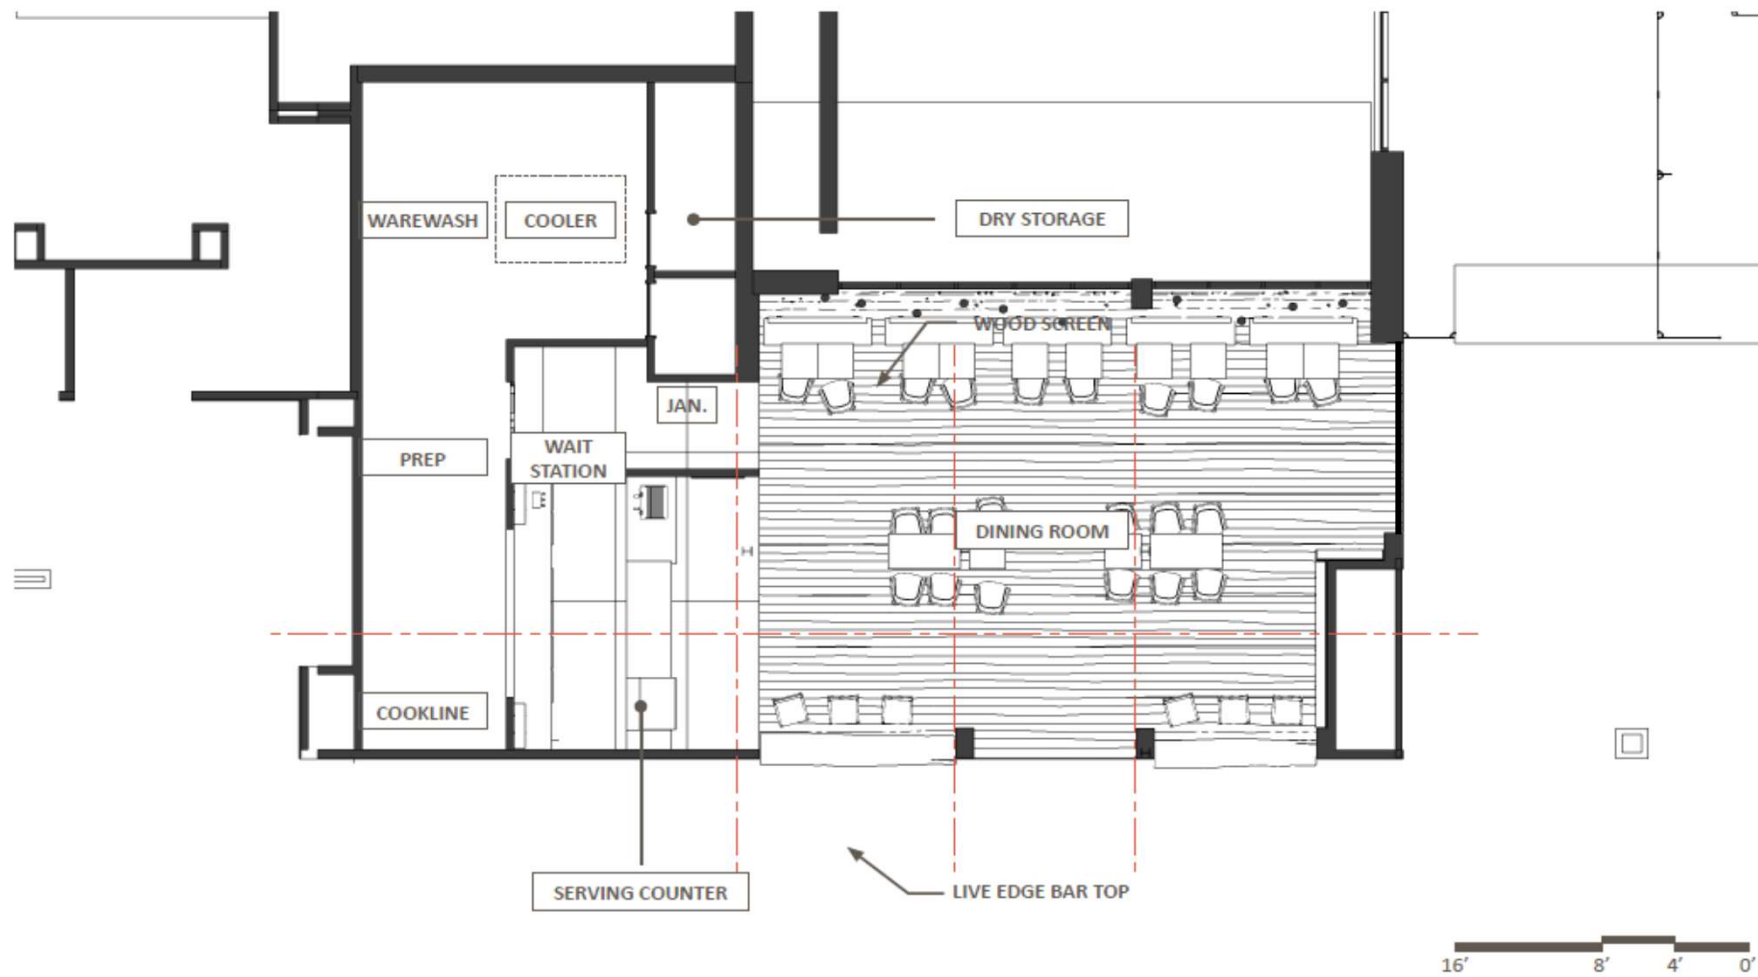 WAREWASH
COOLER
DRY STORAGE
WOOD SCREEN
JAN.
PREP
WAIT
STATION
DINING ROOM
COOKLINE
SERVING COUNTER
LIVE EDGE BAR TOP
16’ 8’ 4’ 0’